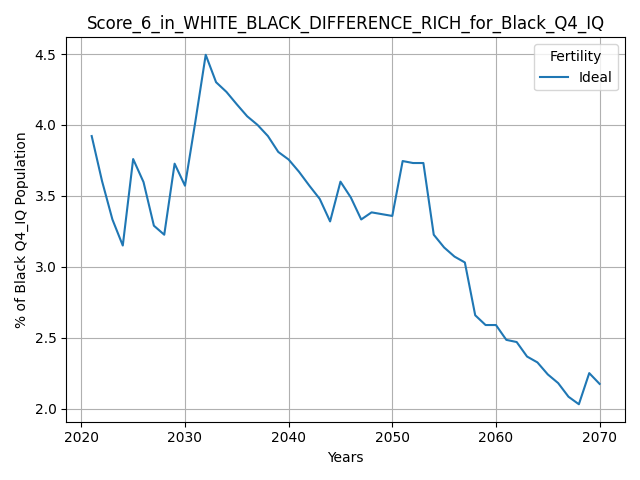 Score_6_in_WHITE_BLACK_DIFFERENCE_RICH_for_Black_Q4_IQ
Fertility
Ideal
4.5
4.0
3.5
3.0
2.5
2.0
% of Black Q4_IQ Population
2020 2030 2040 2050 2060 2070
Years